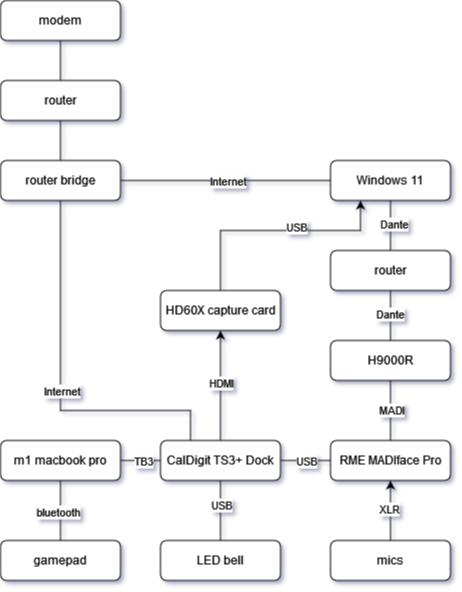 modem
router
router bridge
Internet
Windows 11
USB
Dante
router
HD60X capture card
Dante
H9000R
HDMI
Internet
MADI
m1 macbook pro
TB3
CalDigit TS3+ Dock
USB
RME MADIface Pro
bluetooth
USB
XLR
gamepad
LED bell
mics